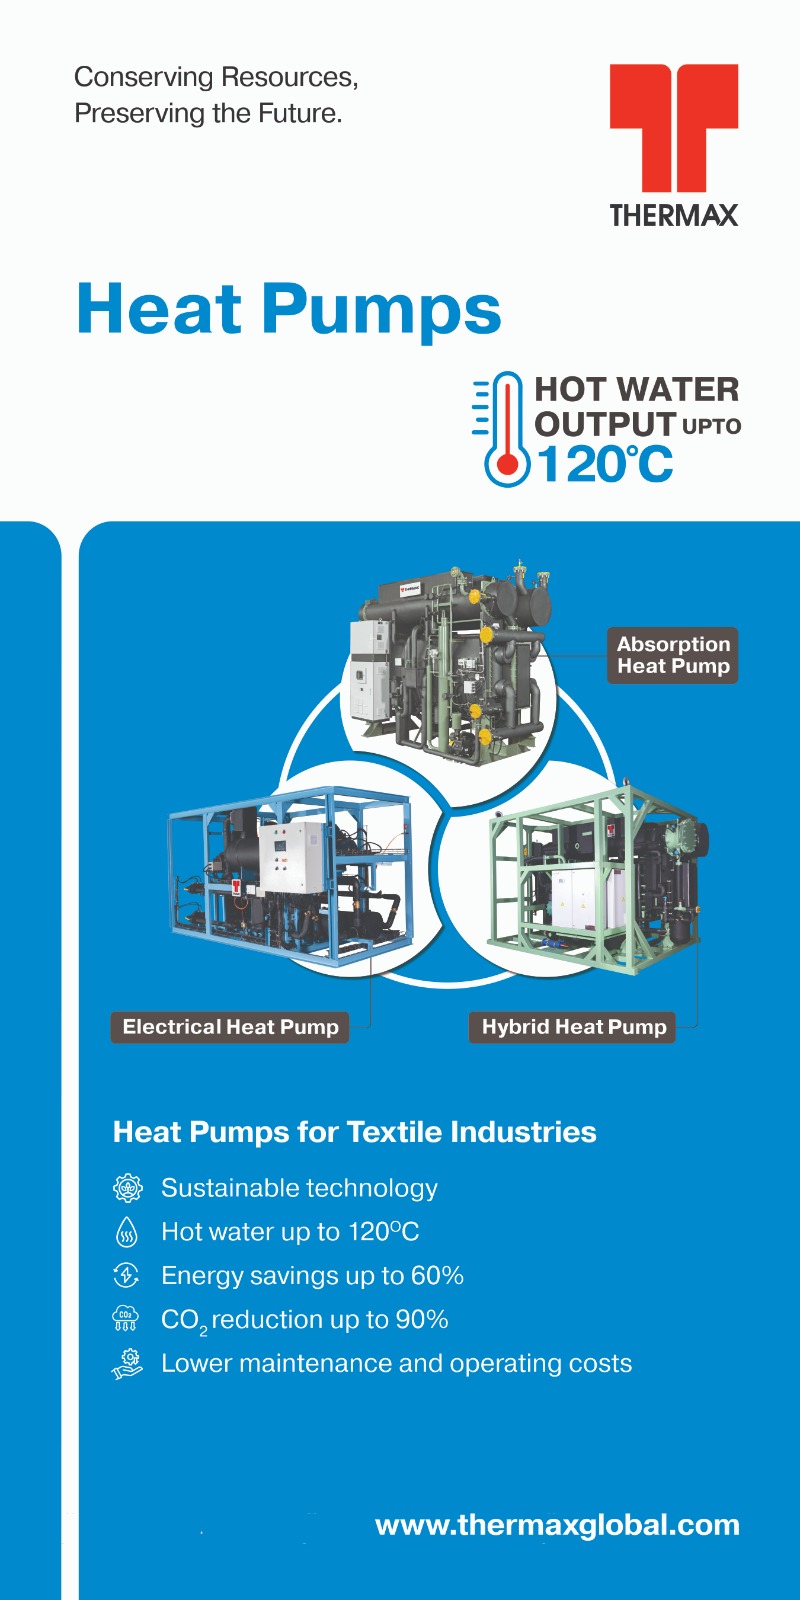 Conserving Resources,
Preserving the Future.
THERMAX
Heat Pumps
HOT WATER
OUTPUT UPTO
120°C
Absorption
Heat Pump
Electrical Heat Pump
Hybrid Heat Pump
Heat Pumps for Textile Industries
Sustainable technology
Hot water up to 120°C
Energy savings up to 60%
CO₂ reduction up to 90%
Lower maintenance and operating costs
www.thermaxglobal.com